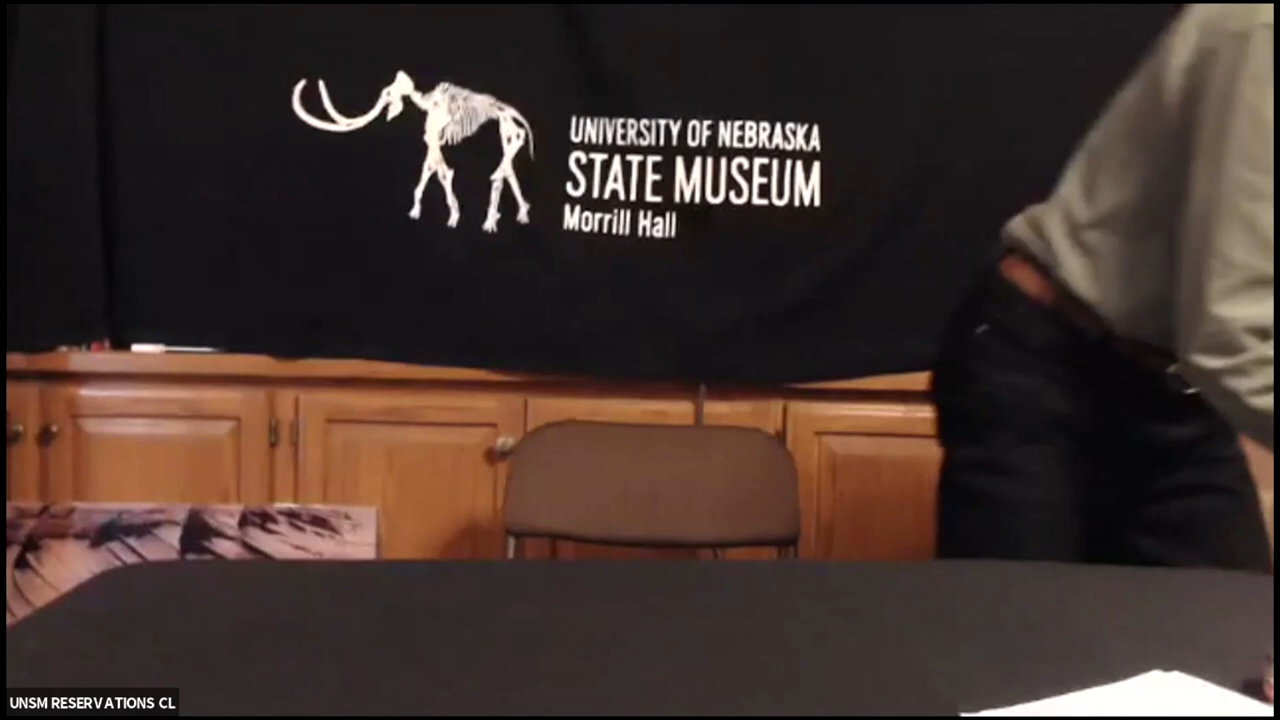 UNIVERSITY OF NEBRASKA
STATE MUSEUM
Morrill Hall
UNSM RESERVATIONS CL